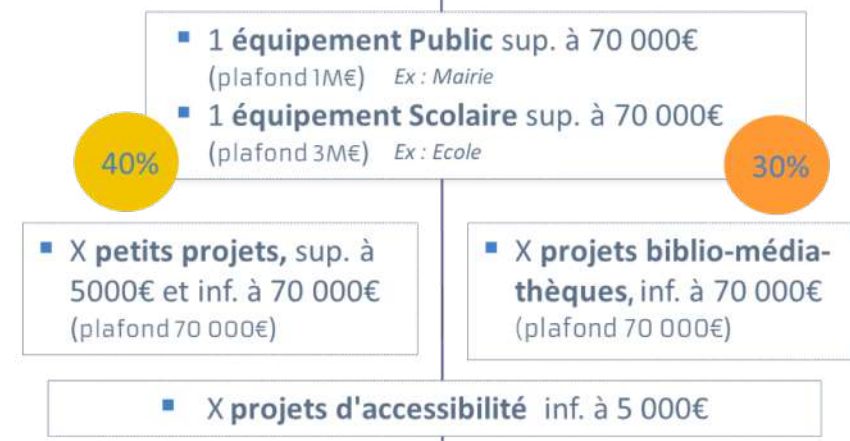 ▪ 1 équipement Public sup. à 70 000€
(plafond 1M€) Ex : Mairie
▪ 1 équipement Scolaire sup. à 70 000€
(plafond 3M€) Ex : Ecole
40%
30%
▪ X petits projets, sup. à
5000€ et inf. à 70 000€
(plafond 70 000€)
▪ X projets biblio-média-
thèques, inf. à 70 000€
(plafond 70 000€)
▪ X projets d'accessibilité inf. à 5 000€